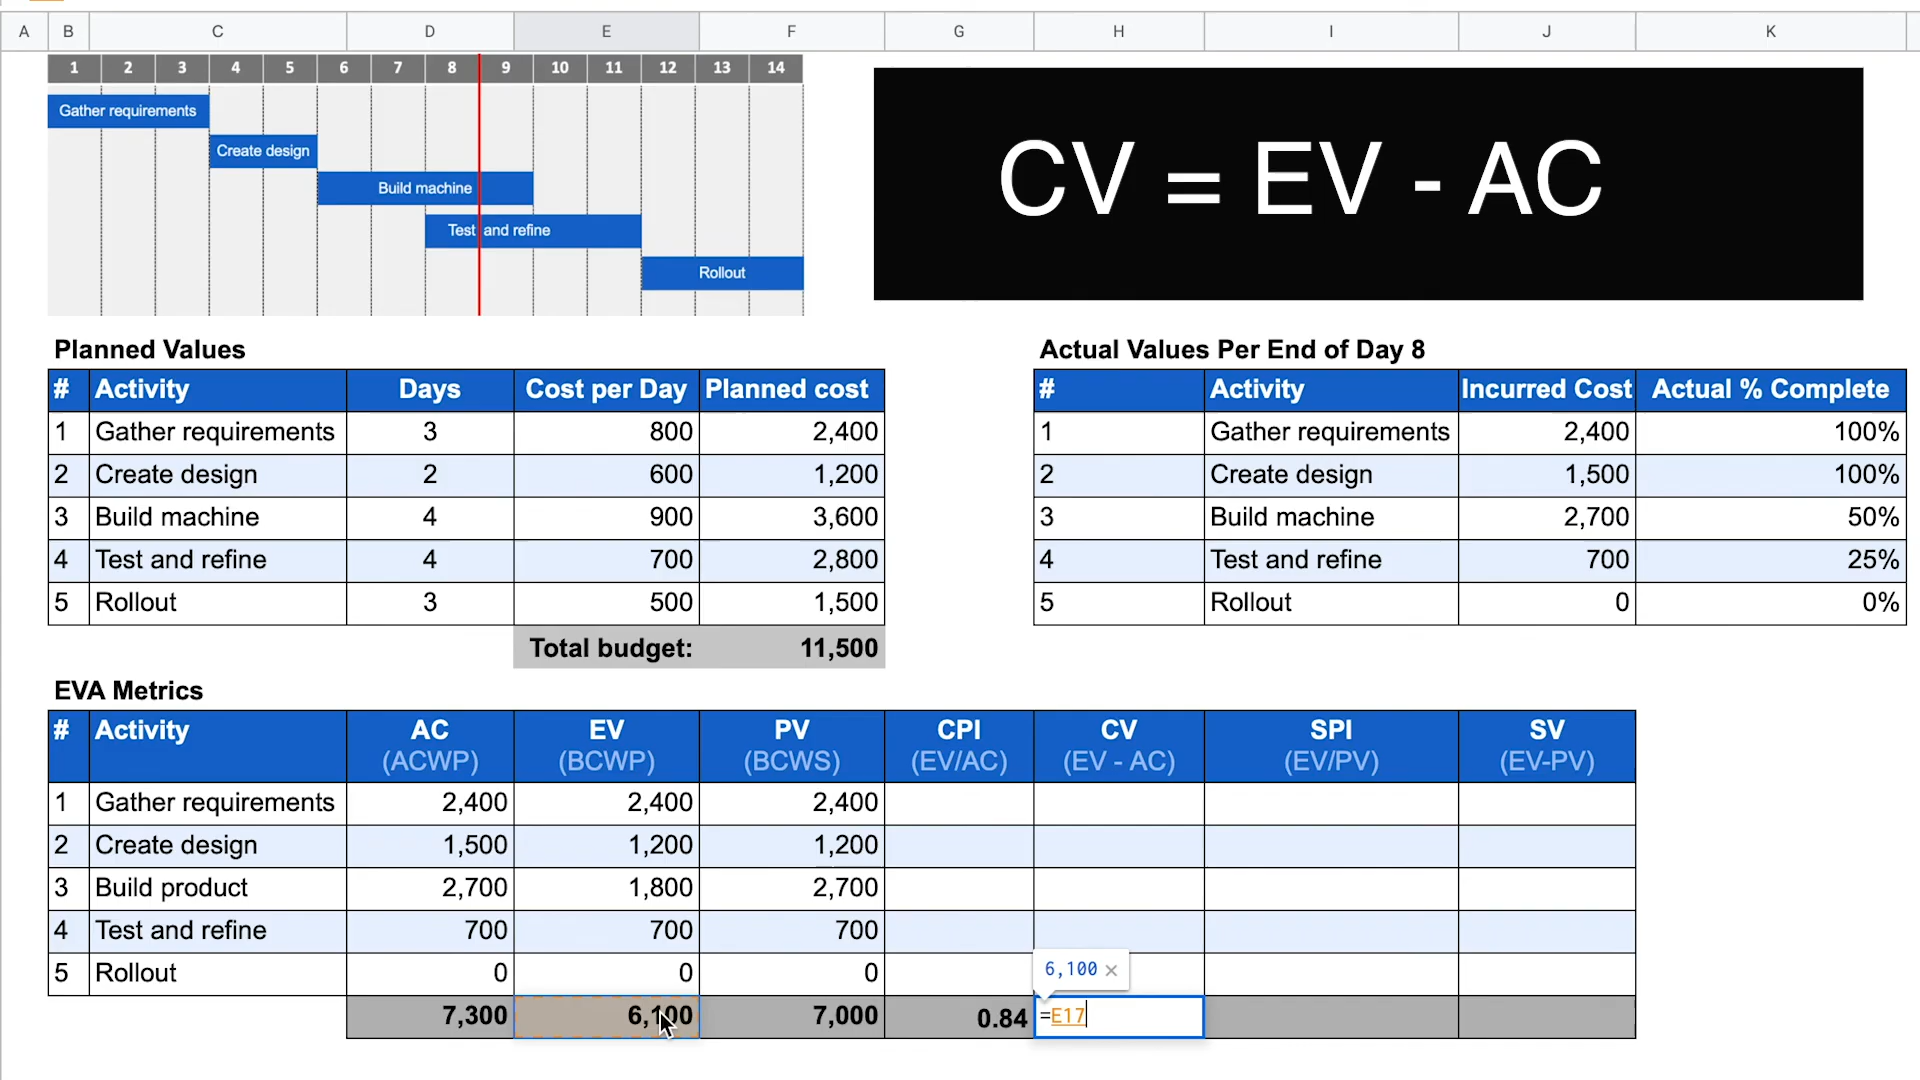 A B C D E F G H I J K
1 2 3 4 5 6 7 8 9 10 11 12 13 14
Gather requirements
Create design
Build machine
Test and refine
Rollout
CV = EV - AC
Planned Values
# Activity Days Cost per Day Planned cost
1 Gather requirements 3 800 2,400
2 Create design 2 600 1,200
3 Build machine 4 900 3,600
4 Test and refine 4 700 2,800
5 Rollout 3 500 1,500
Total budget: 11,500
Actual Values Per End of Day 8
# Activity Incurred Cost Actual % Complete
1 Gather requirements 2,400 100%
2 Create design 1,500 100%
3 Build machine 2,700 50%
4 Test and refine 700 25%
5 Rollout 0 0%
EVA Metrics
# Activity AC EV PV CPI CV SPI SV
(ACWP) (BCWP) (BCWS) (EV/AC) (EV - AC) (EV/PV) (EV-PV)
1 Gather requirements 2,400 2,400 2,400
2 Create design 1,500 1,200 1,200
3 Build product 2,700 1,800 2,700
4 Test and refine 700 700 700
5 Rollout 0 0 0
6,100 ×
7,300 6,100 7,000 0.84 =E17